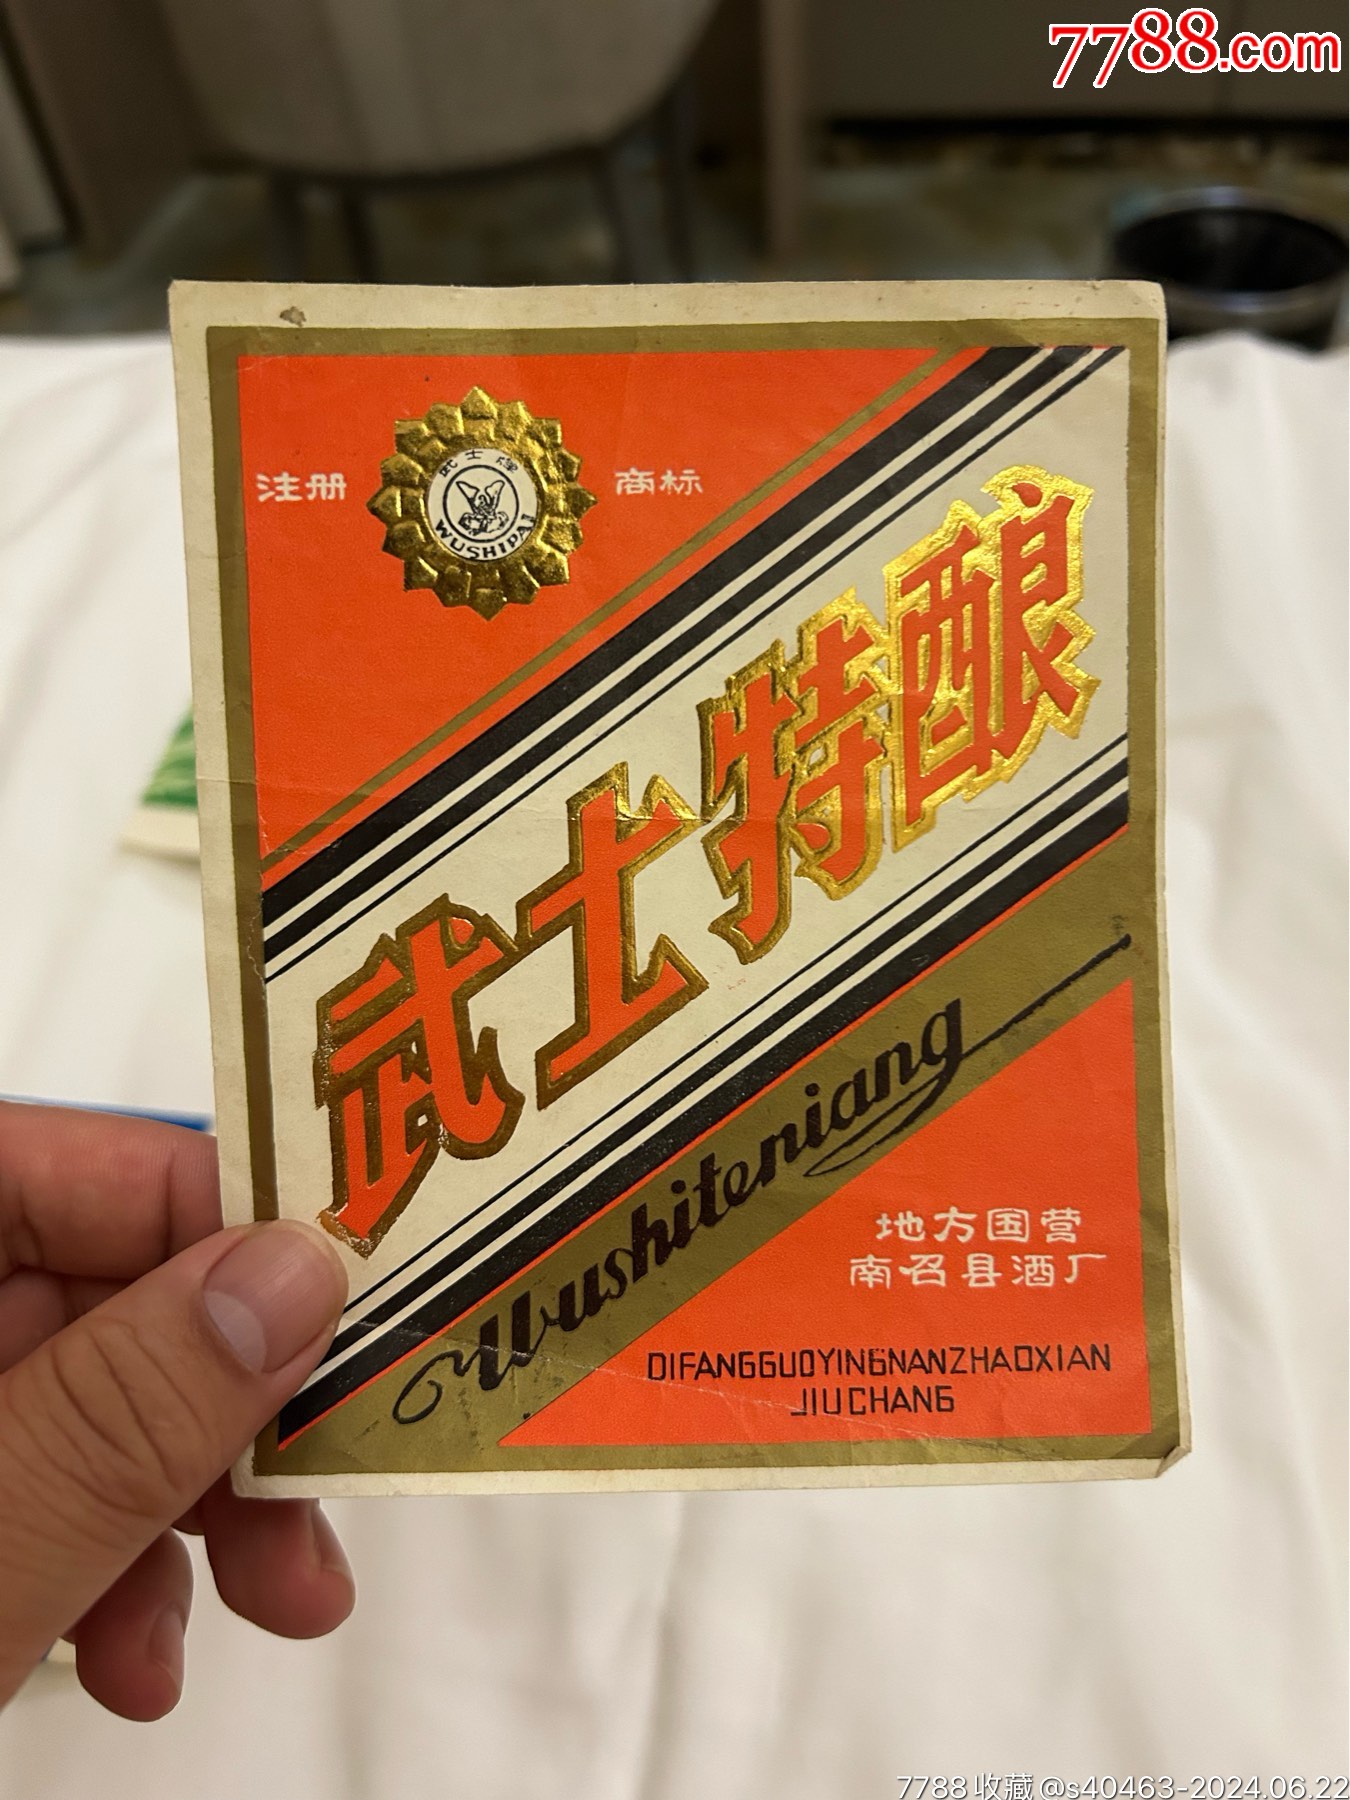 7788.com
注册 商标
武士牌
WUSHIPAI
武士特酿
Wushiteniang
地方国营
南召县酒厂
DIFANGGUOYINGNANZHAOXIAN
JIUCHANG
7788收藏@s40463-2024.06.22